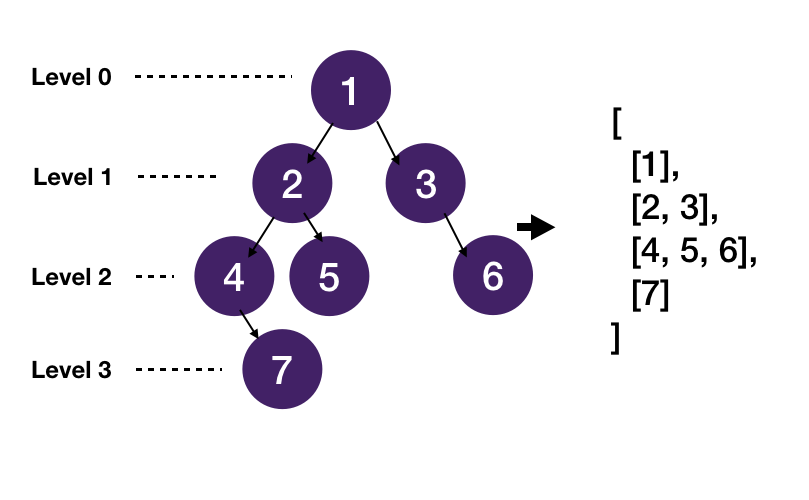 Level 0
1
Level 1
2
3
Level 2
4
5
6
Level 3
7
[
[1],
[2, 3],
[4, 5, 6],
[7]
]